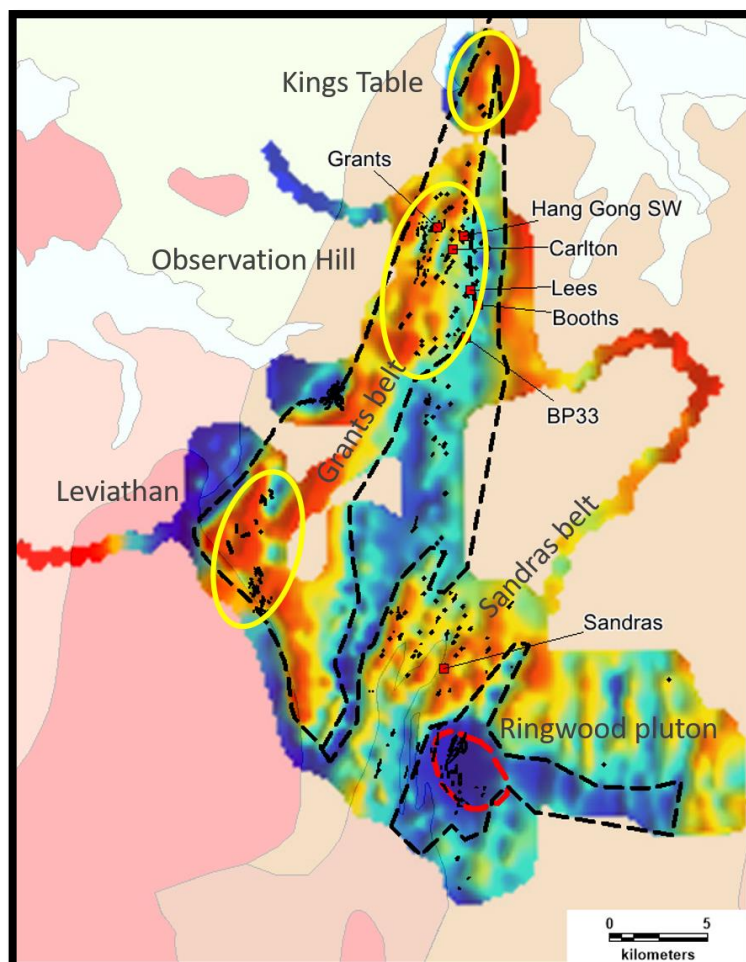 Kings Table
Grants
Hang Gong SW
Carlton
Observation Hill
Lees
Booths
BP33
Grants belt
Leviathan
Sandras belt
Sandras
Ringwood pluton
0 5
kilometers